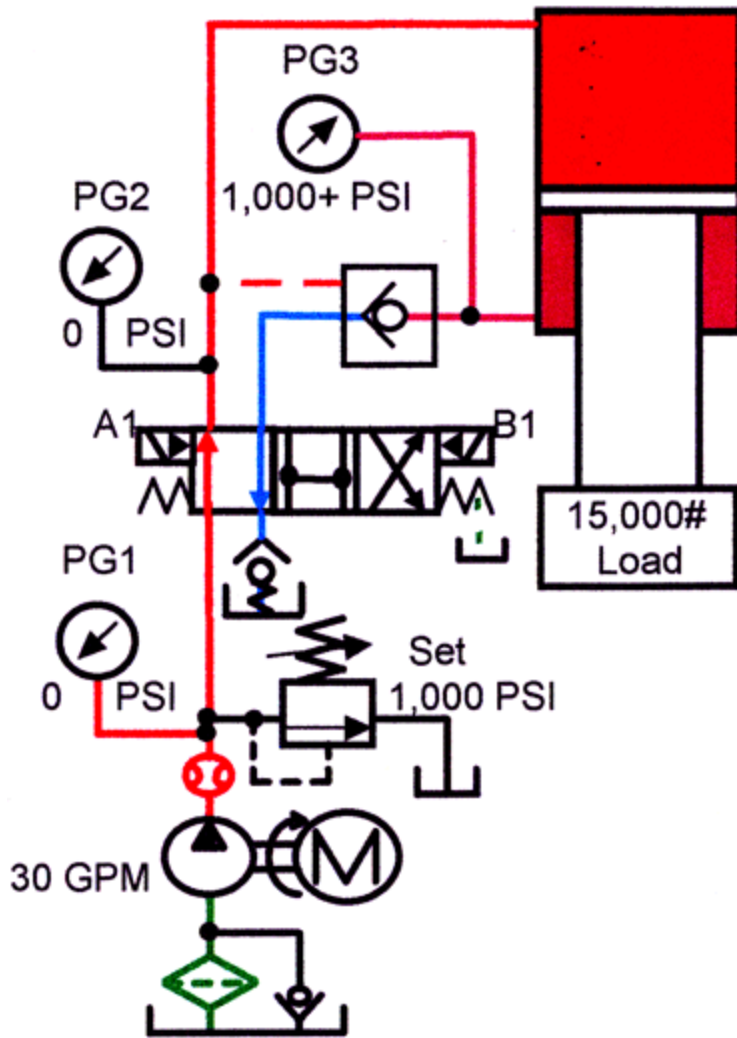 PG3
1,000+ PSI
PG2
0 PSI
A1
B1
15,000#
Load
PG1
0 PSI
Set
1,000 PSI
30 GPM
M